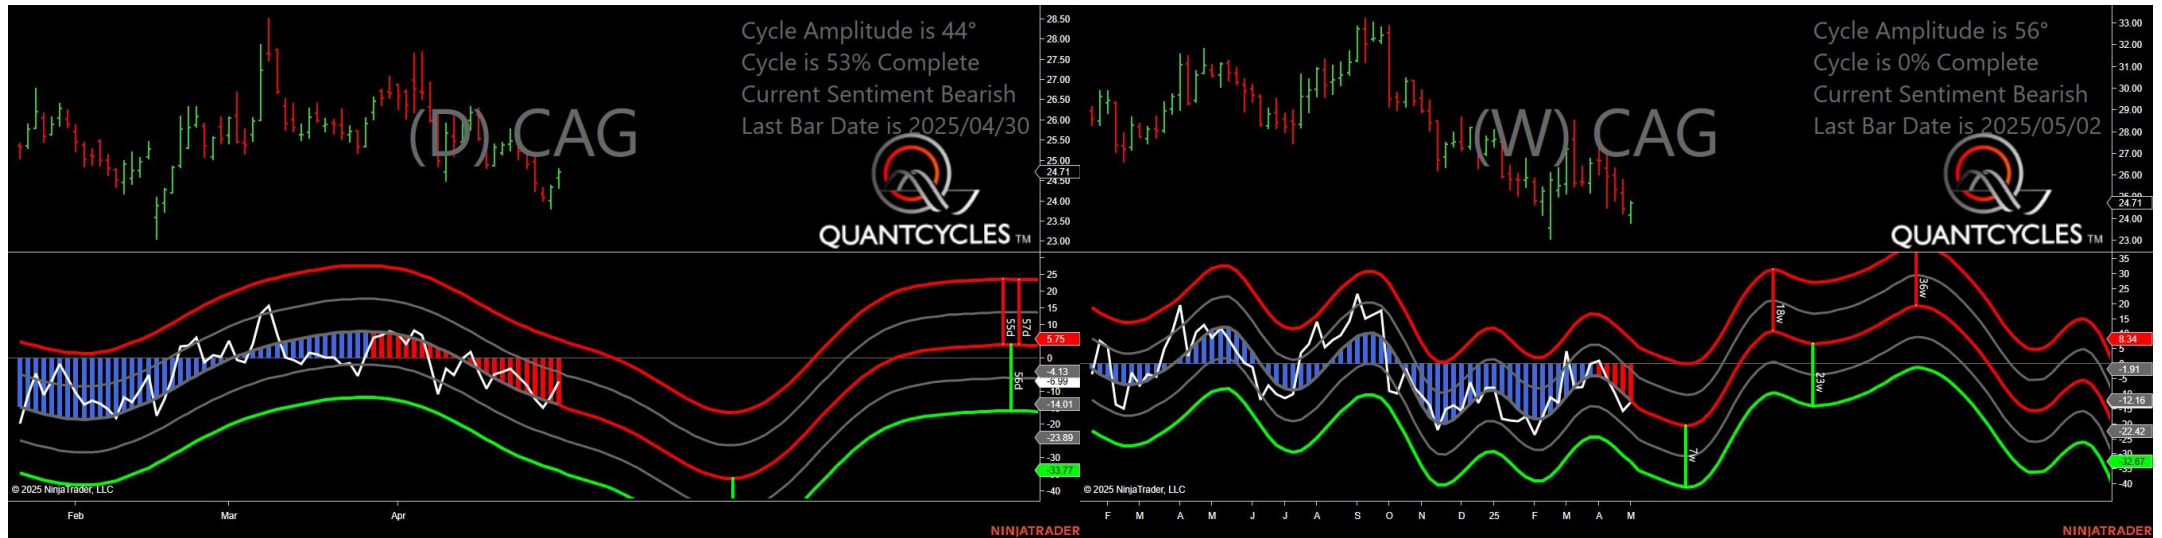 Cycle Amplitude is 44°
Cycle is 53% Complete
Current Sentiment Bearish
Last Bar Date is 2025/04/30
(D) CAG
QUANTCYCLES TM
28.50
28.00
27.50
27.00
26.50
26.00
25.50
25.00
24.71
24.50
24.00
23.50
23.00
25
20
15
10
5.75
0
-4.13
-6.99
-10
-14.01
-20
-23.89
-30
-33.77
-40
55d
57d
56d
© 2025 NinjaTrader, LLC
Feb
Mar
Apr
NINJATRADER
Cycle Amplitude is 56°
Cycle is 0% Complete
Current Sentiment Bearish
Last Bar Date is 2025/05/02
(W) CAG
QUANTCYCLES TM
33.00
32.00
31.00
30.00
29.00
28.00
27.00
26.00
24.71
24.00
23.00
35
30
25
20
15
8.34
5
-1.91
-5
-12.16
-22.42
-25
-30
-32.67
-40
18w
36w
23w
7w
© 2025 NinjaTrader, LLC
F
M
A
M
J
J
A
S
O
N
D
25
F
M
A
M
NINJATRADER